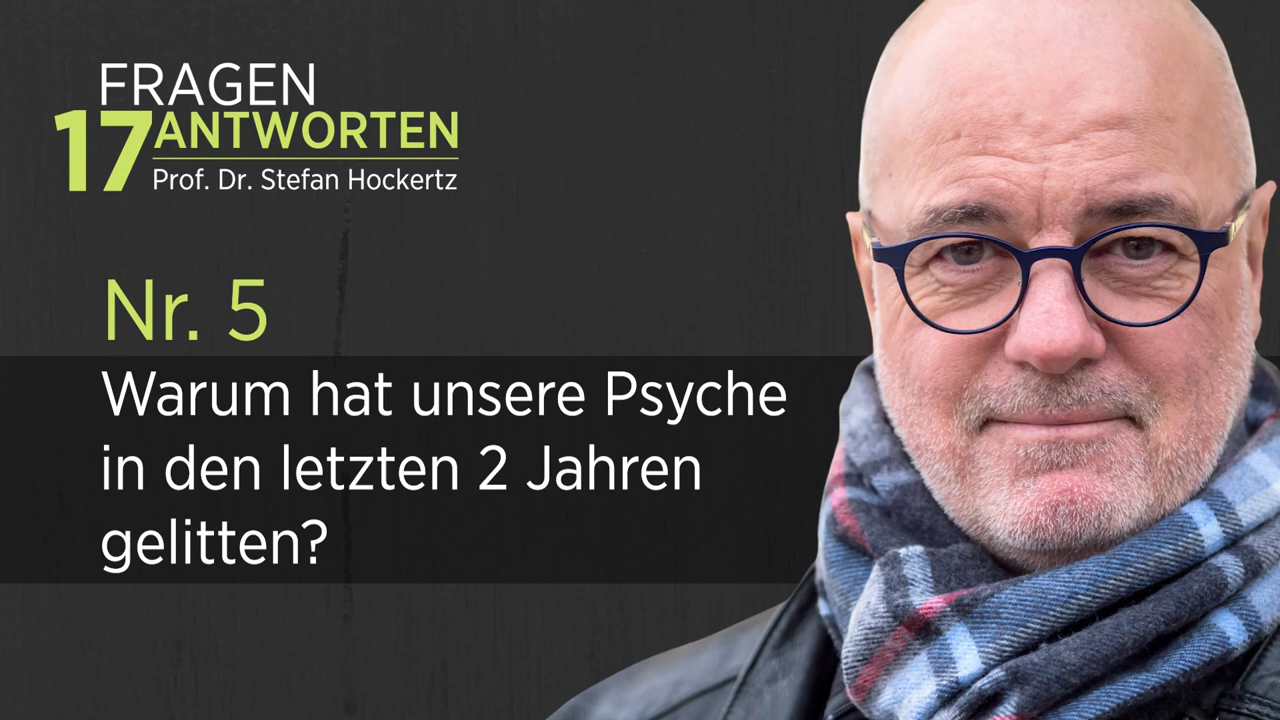 FRAGEN
17 ANTWORTEN
Prof. Dr. Stefan Hockertz
Nr. 5
Warum hat unsere Psyche
in den letzten 2 Jahren
gelitten?